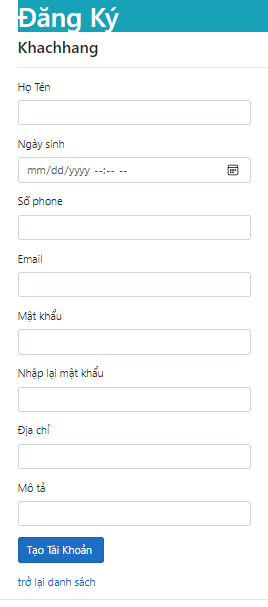 Đăng Ký
Khachhang
Họ Tên
Ngày sinh
mm/dd/yyyy --:-- --
Số phone
Email
Mật khẩu
Nhập lại mật khẩu
Địa chỉ
Mô tả
Tạo Tài Khoản
trở lại danh sách